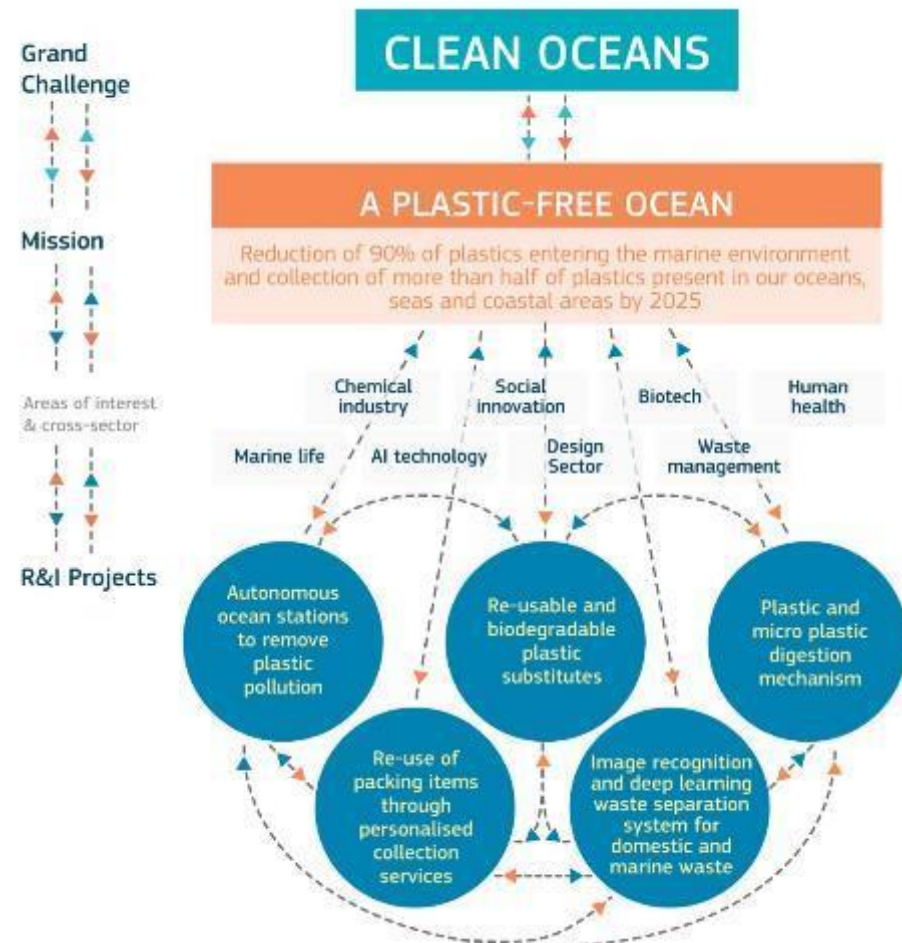 CLEAN OCEANS
Grand
Challenge
A PLASTIC-FREE OCEAN
Mission
Reduction of 90% of plastics entering the marine environment
and collection of more than half of plastics present in our oceans,
seas and coastal areas by 2025
Areas of interest
& cross-sector
Chemical
industry
Social
innovation
Biotech
Human
health
Marine life
AI technology
Design
Sector
Waste
management
R&I Projects
Autonomous
ocean stations
to remove
plastic
pollution
Re-usable and
biodegradable
plastic
substitutes
Plastic and
micro plastic
digestion
mechanism
Re-use of
packing items
through
personalised
collection
services
Image recognition
and deep learning
waste separation
system for
domestic and
marine waste